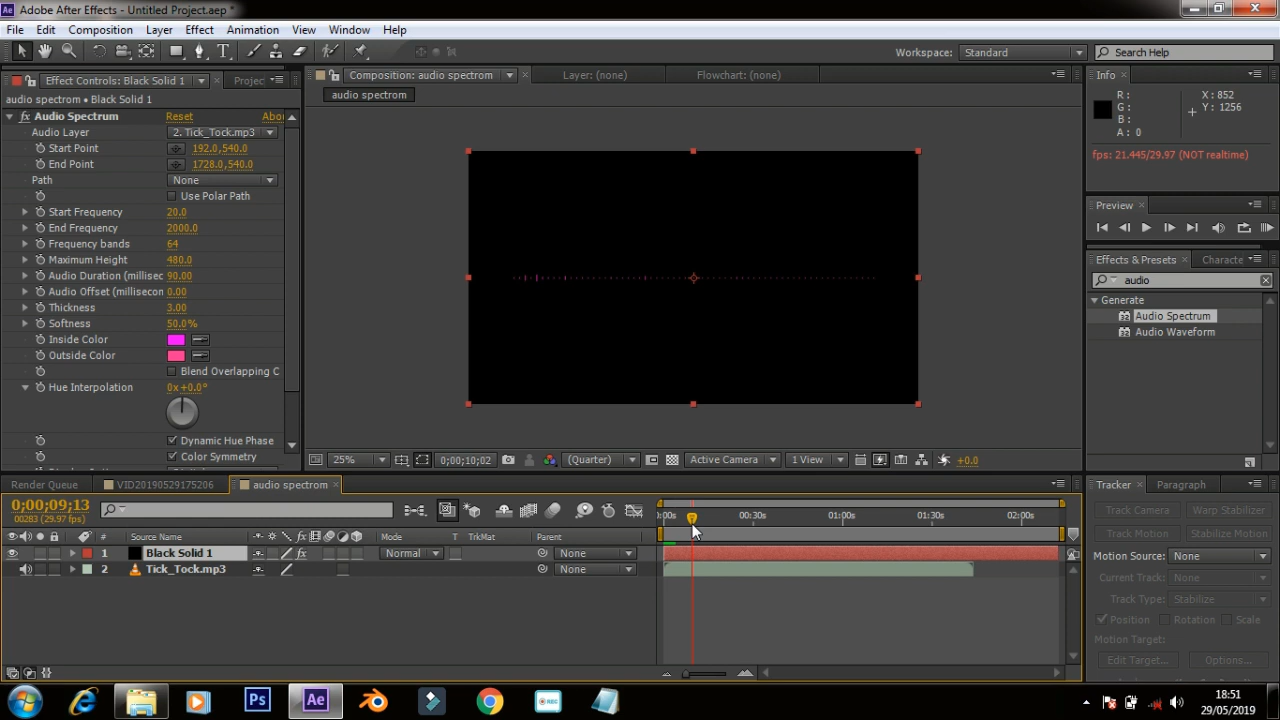 Adobe After Effects - Untitled Project.aep *
File Edit Composition Layer Effect Animation View Window Help
Workspace: Standard Search Help
Effect Controls: Black Solid 1 Projec
audio spectrum • Black Solid 1
fx Audio Spectrum Reset Abou
Audio Layer 2. Tick_Tock.mp3
Start Point 192.0,540.0
End Point 1728.0,540.0
Path None
Use Polar Path
Start Frequency 20.0
End Frequency 2000.0
Frequency bands 64
Maximum Height 480.0
Audio Duration (millisec 90.00
Audio Offset (millisecon 0.00
Thickness 3.00
Softness 50.0%
Inside Color
Outside Color
Blend Overlapping C
Hue Interpolation 0x+0.0°
Dynamic Hue Phase
Color Symmetry
Composition: audio spectrum Layer: (none) Flowchart: (none)
audio spectrum
25% 0;00;10;02 (Quarter) Active Camera 1 View +0.0
Info
R : X : 852
G : Y : 1256
B :
A : 0
fps: 21.445/29.97 (NOT realtime)
Preview
Effects & Presets Characte
audio
Generate
Audio Spectrum
Audio Waveform
Render Queue VID20190529175206 audio spectrum
0;00;09;13
00283 (29.97 fps)
0:00s 00:30s 01:00s 01:30s 02:00s
# Source Name Mode T TrkMat Parent
1 Black Solid 1 fx Normal None
2 Tick_Tock.mp3 None
Tracker Paragraph
Track Camera Warp Stabilizer
Track Motion Stabilize Motion
Motion Source: None
Current Track: None
Track Type: Stabilize
Position Rotation Scale
Motion Target:
Edit Target... Options...
Ps Ae REC
18:51
29/05/2019